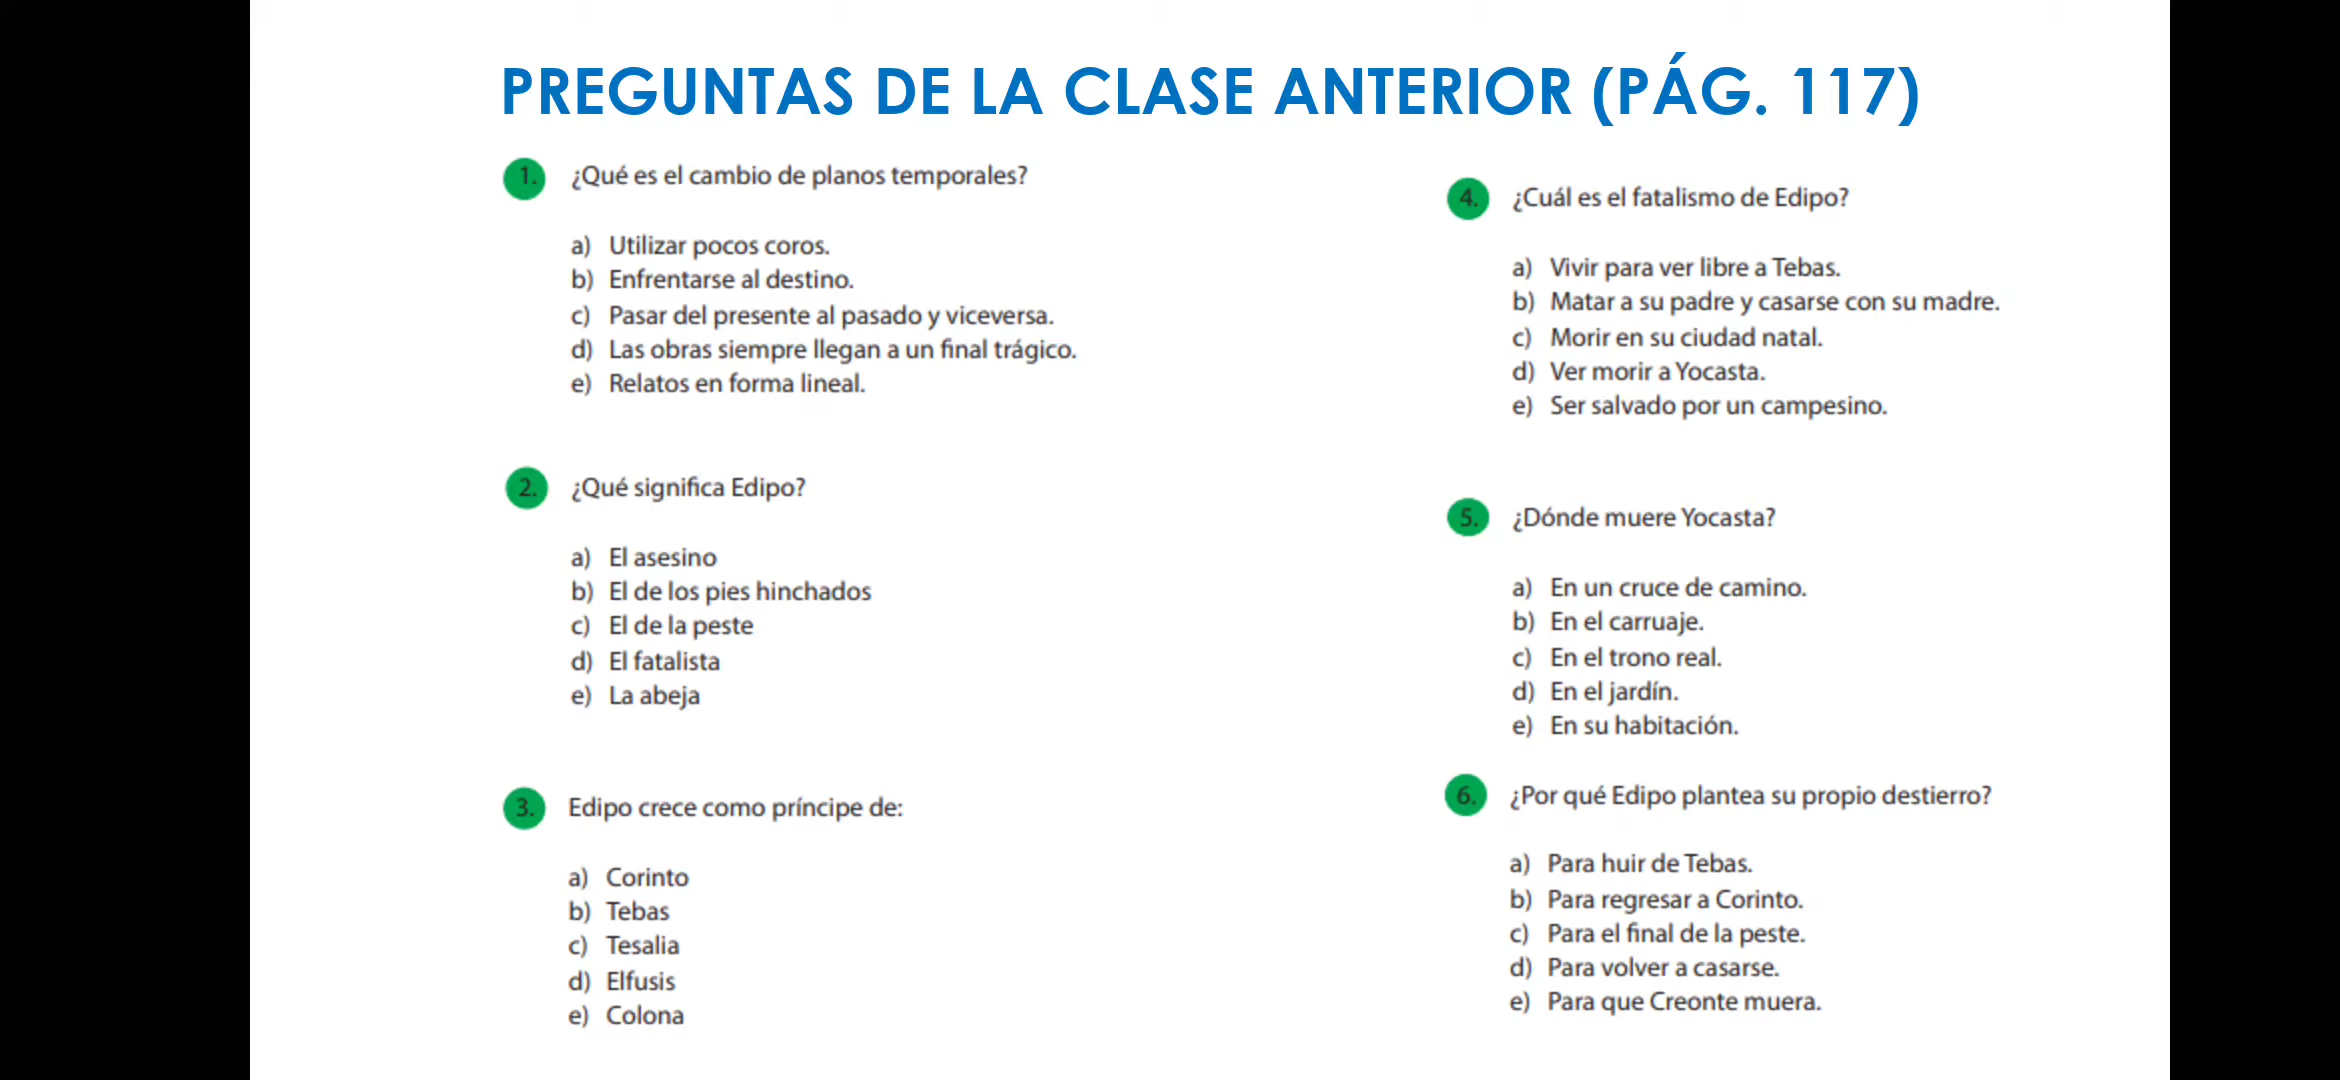 PREGUNTAS DE LA CLASE ANTERIOR (PÁG. 117)
1. ¿Qué es el cambio de planos temporales?
a) Utilizar pocos coros.
b) Enfrentarse al destino.
c) Pasar del presente al pasado y viceversa.
d) Las obras siempre llegan a un final trágico.
e) Relatos en forma lineal.
2. ¿Qué significa Edipo?
a) El asesino
b) El de los pies hinchados
c) El de la peste
d) El fatalista
e) La abeja
3. Edipo crece como príncipe de:
a) Corinto
b) Tebas
c) Tesalia
d) Elfusis
e) Colona
4. ¿Cuál es el fatalismo de Edipo?
a) Vivir para ver libre a Tebas.
b) Matar a su padre y casarse con su madre.
c) Morir en su ciudad natal.
d) Ver morir a Yocasta.
e) Ser salvado por un campesino.
5. ¿Dónde muere Yocasta?
a) En un cruce de camino.
b) En el carruaje.
c) En el trono real.
d) En el jardín.
e) En su habitación.
6. ¿Por qué Edipo plantea su propio destierro?
a) Para huir de Tebas.
b) Para regresar a Corinto.
c) Para el final de la peste.
d) Para volver a casarse.
e) Para que Creonte muera.